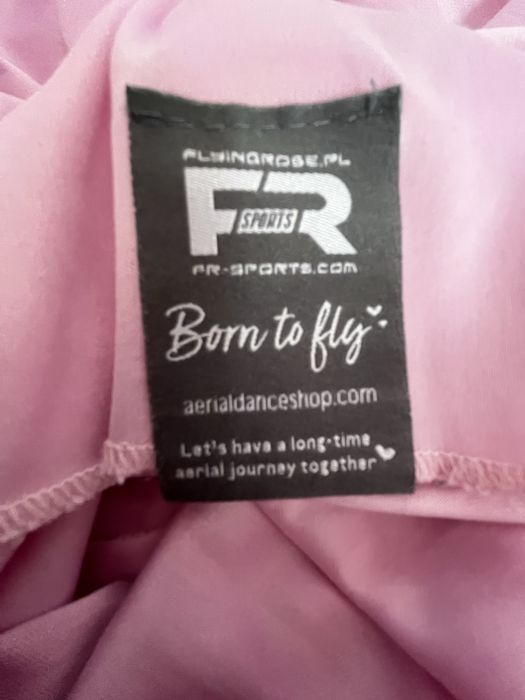 FLYINGROSE.PL
FR
SPORTS
FR-SPORTS.COM
Born to fly
aerialdanceshop.com
Let's have a long-time
aerial journey together